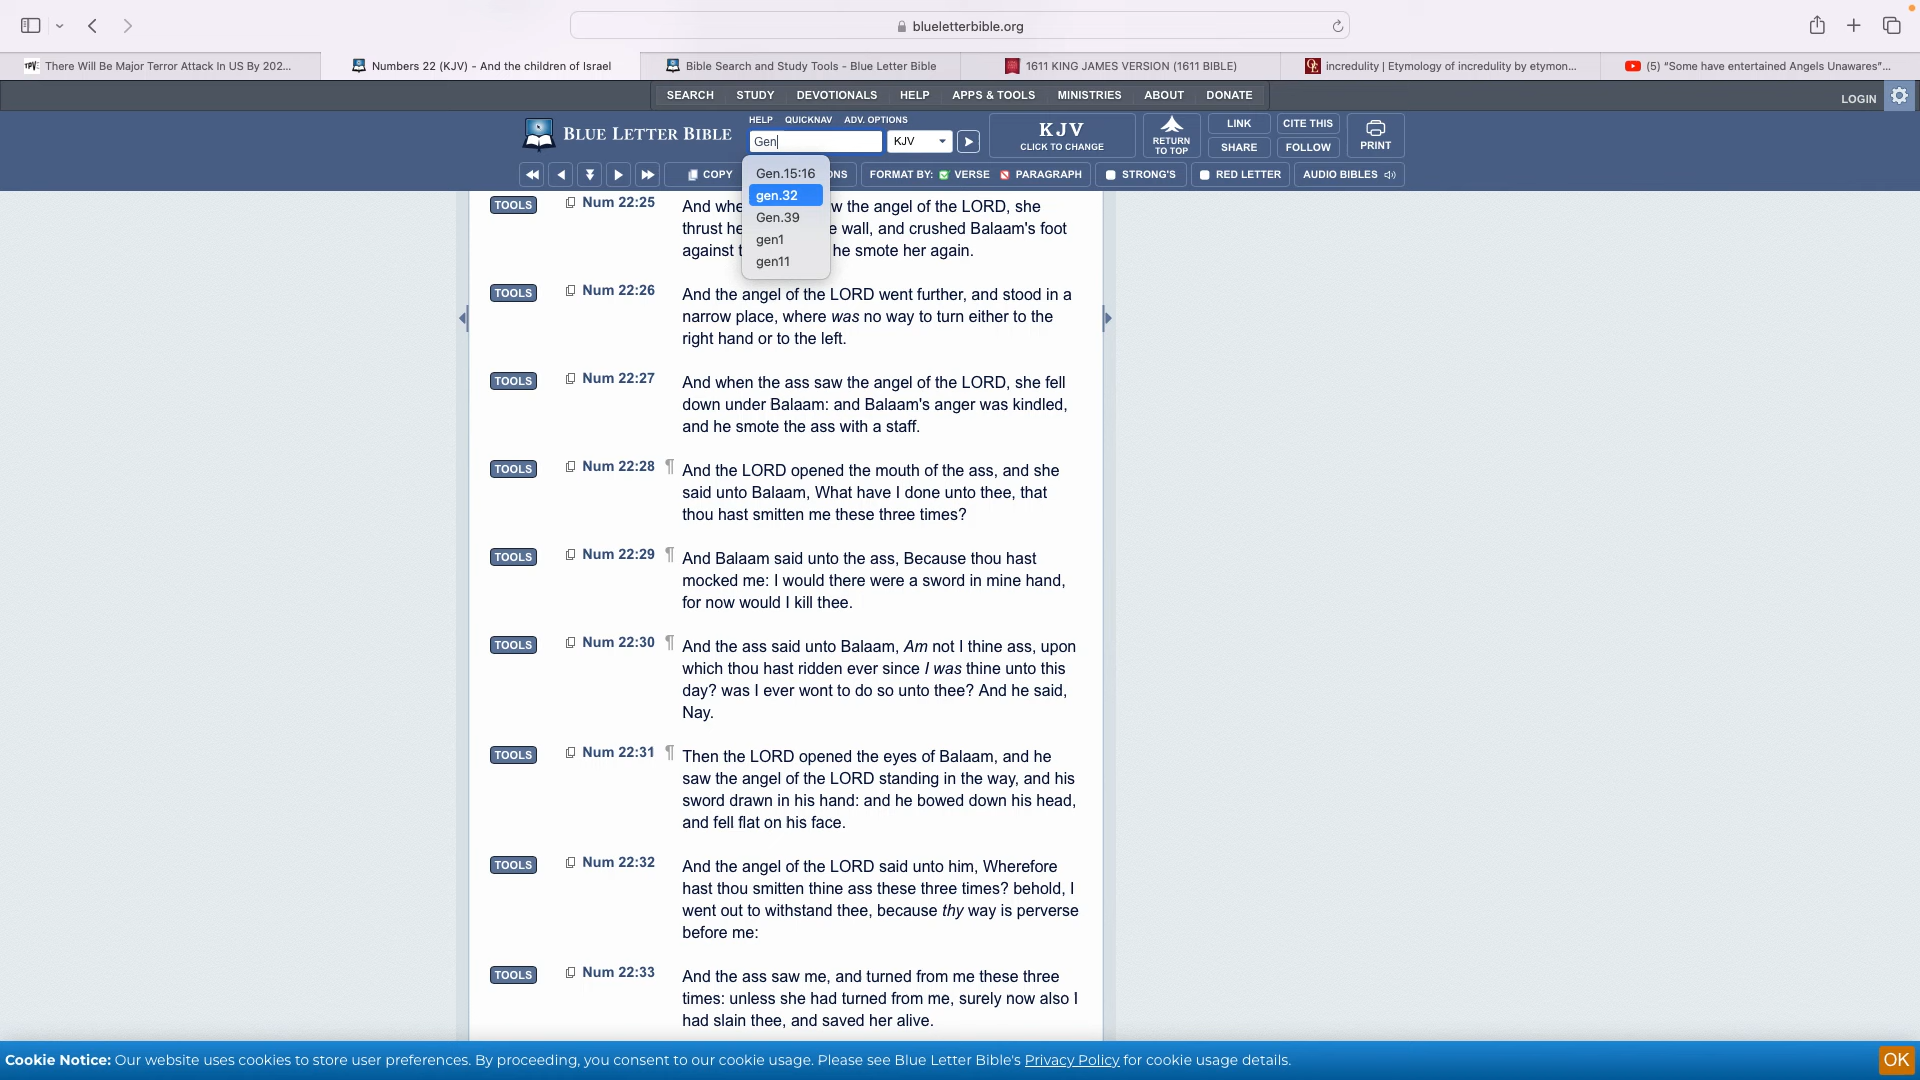 blueletterbible.org
There Will Be Major Terror Attack In US By 202...
Numbers 22 (KJV) - And the children of Israel
Bible Search and Study Tools - Blue Letter Bible
1611 KING JAMES VERSION (1611 BIBLE)
incredulity | Etymology of incredulity by etymon...
(5) “Some have entertained Angels Unawares”...
SEARCH STUDY DEVOTIONALS HELP APPS & TOOLS MINISTRIES ABOUT DONATE
LOGIN
BLUE LETTER BIBLE
HELP QUICKNAV ADV. OPTIONS
Gen KJV
KJV
CLICK TO CHANGE
RETURN
TO TOP
LINK CITE THIS
SHARE FOLLOW
PRINT
COPY ONS FORMAT BY: VERSE PARAGRAPH STRONG'S RED LETTER AUDIO BIBLES
Gen.15:16
gen.32
Gen.39
gen1
gen11
TOOLS Num 22:25 And whe w the angel of the LORD, she
thrust he e wall, and crushed Balaam's foot
against t he smote her again.
TOOLS Num 22:26 And the angel of the LORD went further, and stood in a
narrow place, where was no way to turn either to the
right hand or to the left.
TOOLS Num 22:27 And when the ass saw the angel of the LORD, she fell
down under Balaam: and Balaam's anger was kindled,
and he smote the ass with a staff.
TOOLS Num 22:28 ¶ And the LORD opened the mouth of the ass, and she
said unto Balaam, What have I done unto thee, that
thou hast smitten me these three times?
TOOLS Num 22:29 ¶ And Balaam said unto the ass, Because thou hast
mocked me: I would there were a sword in mine hand,
for now would I kill thee.
TOOLS Num 22:30 ¶ And the ass said unto Balaam, Am not I thine ass, upon
which thou hast ridden ever since I was thine unto this
day? was I ever wont to do so unto thee? And he said,
Nay.
TOOLS Num 22:31 ¶ Then the LORD opened the eyes of Balaam, and he
saw the angel of the LORD standing in the way, and his
sword drawn in his hand: and he bowed down his head,
and fell flat on his face.
TOOLS Num 22:32 And the angel of the LORD said unto him, Wherefore
hast thou smitten thine ass these three times? behold, I
went out to withstand thee, because thy way is perverse
before me:
TOOLS Num 22:33 And the ass saw me, and turned from me these three
times: unless she had turned from me, surely now also I
had slain thee, and saved her alive.
Cookie Notice: Our website uses cookies to store user preferences. By proceeding, you consent to our cookie usage. Please see Blue Letter Bible's Privacy Policy for cookie usage details.
OK